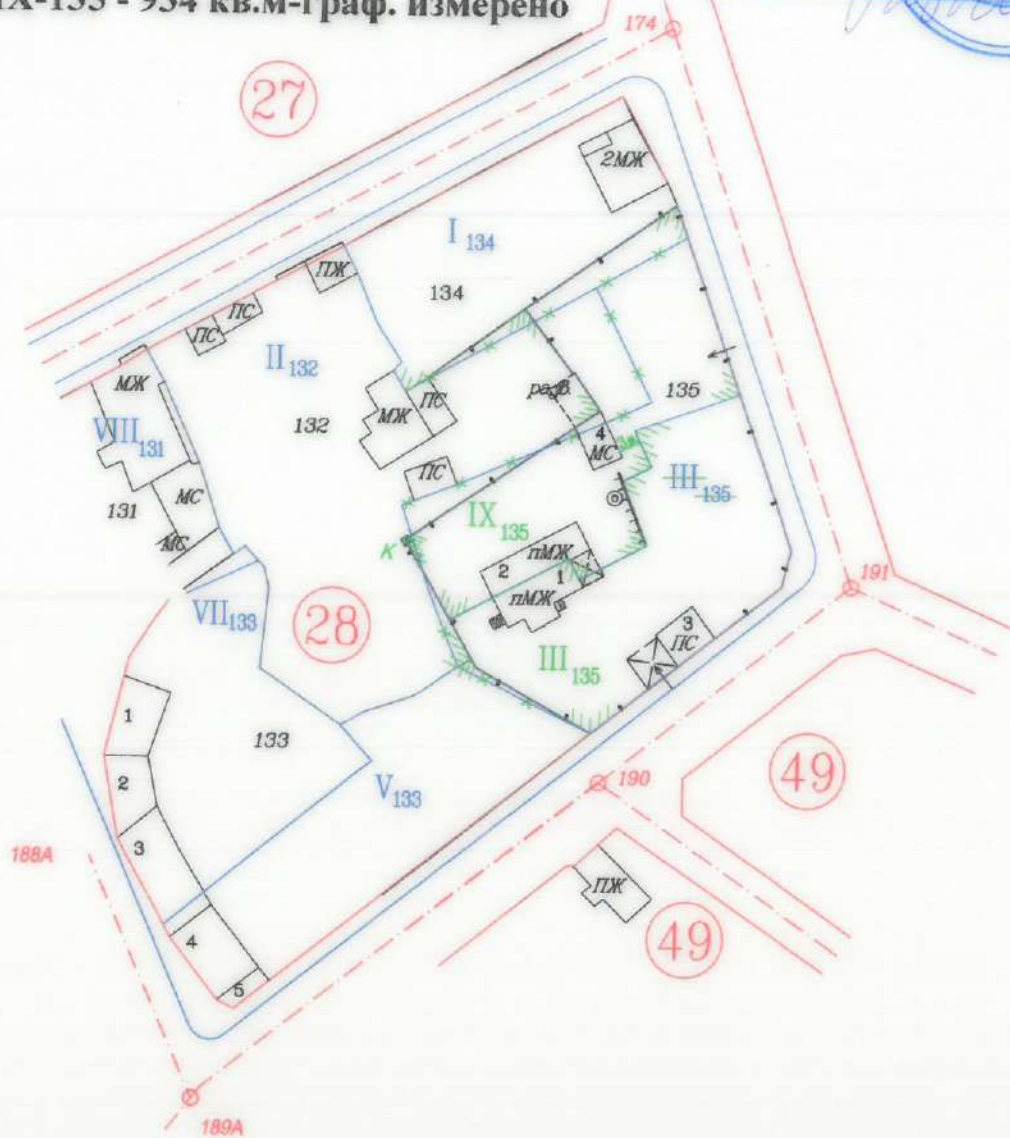 IX-135 - 934 кв.м-граф. измерено
174
27
2МЖ
I 134
134
ПЖ
ПС
ПС
II 132
МЖ
ПС
разв.
135
132
МЖ
VIII 131
4
МС
3а
ПС
III 135
131
МС
IX 135
МС
К
пМЖ
2
1
пМЖ
191
VII 133
28
3
ПС
III 135
1
133
49
2
V 133
190
3
188А
ПЖ
49
4
5
189А